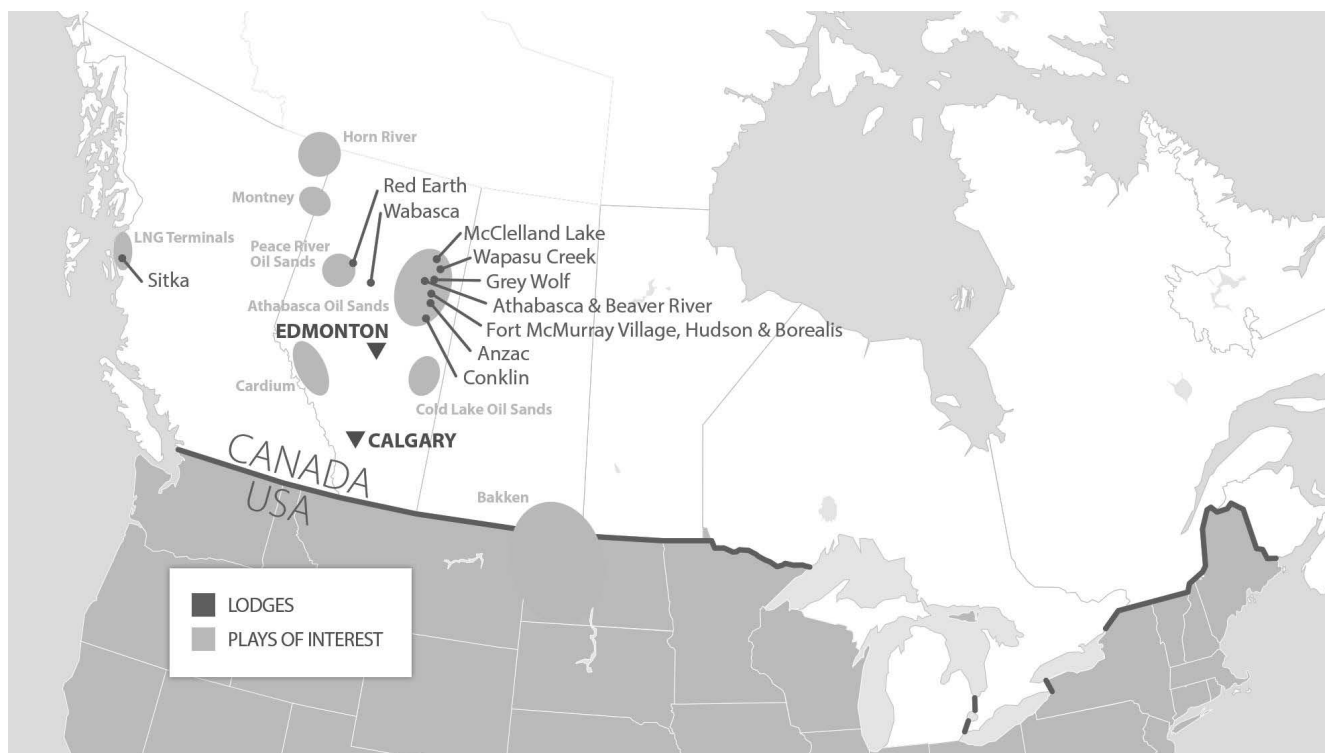 Horn River
Montney
Red Earth
Wabasca
LNG Terminals
Peace River
Oil Sands
McClelland Lake
Wapasu Creek
Sitka
Grey Wolf
Athabasca Oil Sands
Athabasca & Beaver River
EDMONTON
Fort McMurray Village, Hudson & Borealis
Anzac
Conklin
Cardium
Cold Lake Oil Sands
CALGARY
CANADA
USA
Bakken
LODGES
PLAYS OF INTEREST